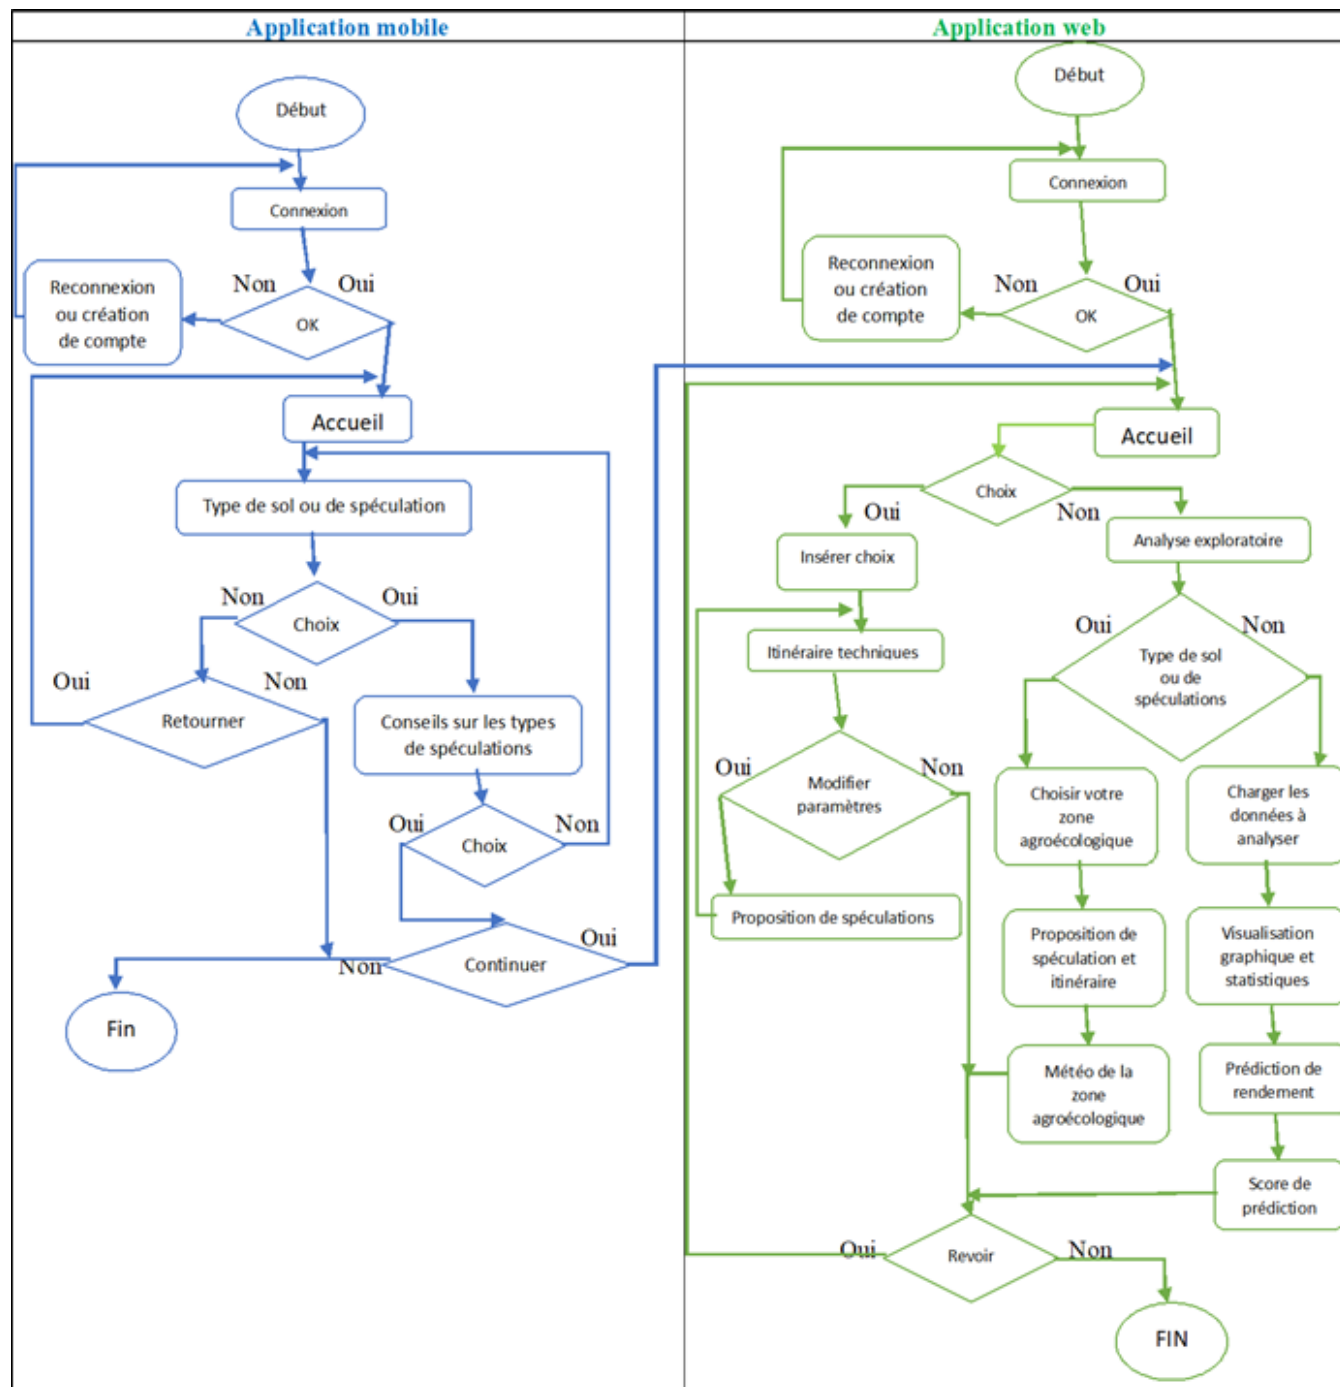 Application mobile
Début
Connexion
Non
Oui
Reconnexion
ou création
de compte
OK
Accueil
Type de sol ou de spéculation
Non
Oui
Choix
Oui
Non
Retourner
Conseils sur les types
de spéculations
Oui
Non
Choix
Oui
Non
Continuer
Fin
Application web
Début
Connexion
Reconnexion
ou création
de compte
Non
Oui
OK
Accueil
Choix
Oui
Non
Insérer choix
Analyse exploratoire
Itinéraire techniques
Oui
Non
Type de sol
ou de
spéculations
Oui
Non
Modifier
paramètres
Choisir votre
zone
agroécologique
Charger les
données à
analyser
Proposition de spéculations
Proposition de
spéculation et
itinéraire
Visualisation
graphique et
statistiques
Météo de la
zone
agroécologique
Prédiction de
rendement
Score de
prédiction
Oui
Revoir
Non
FIN